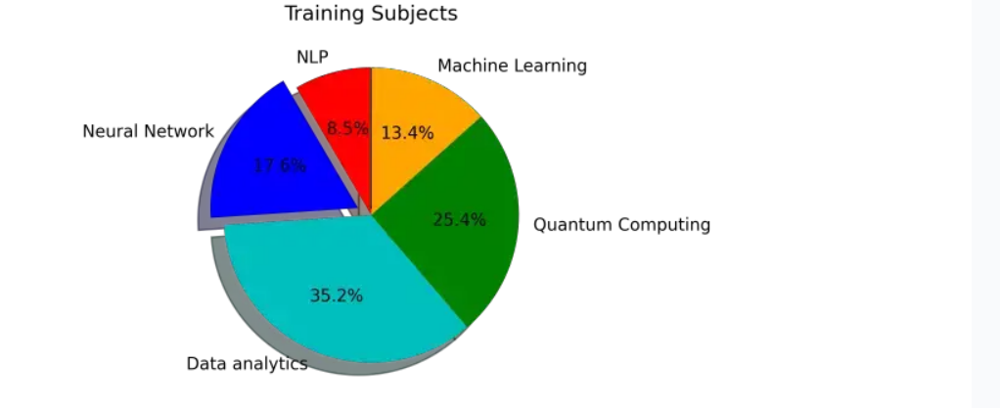 Training Subjects
NLP
Machine Learning
Neural Network
8.5%
13.4%
17.6%
25.4%
Quantum Computing
35.2%
Data analytics